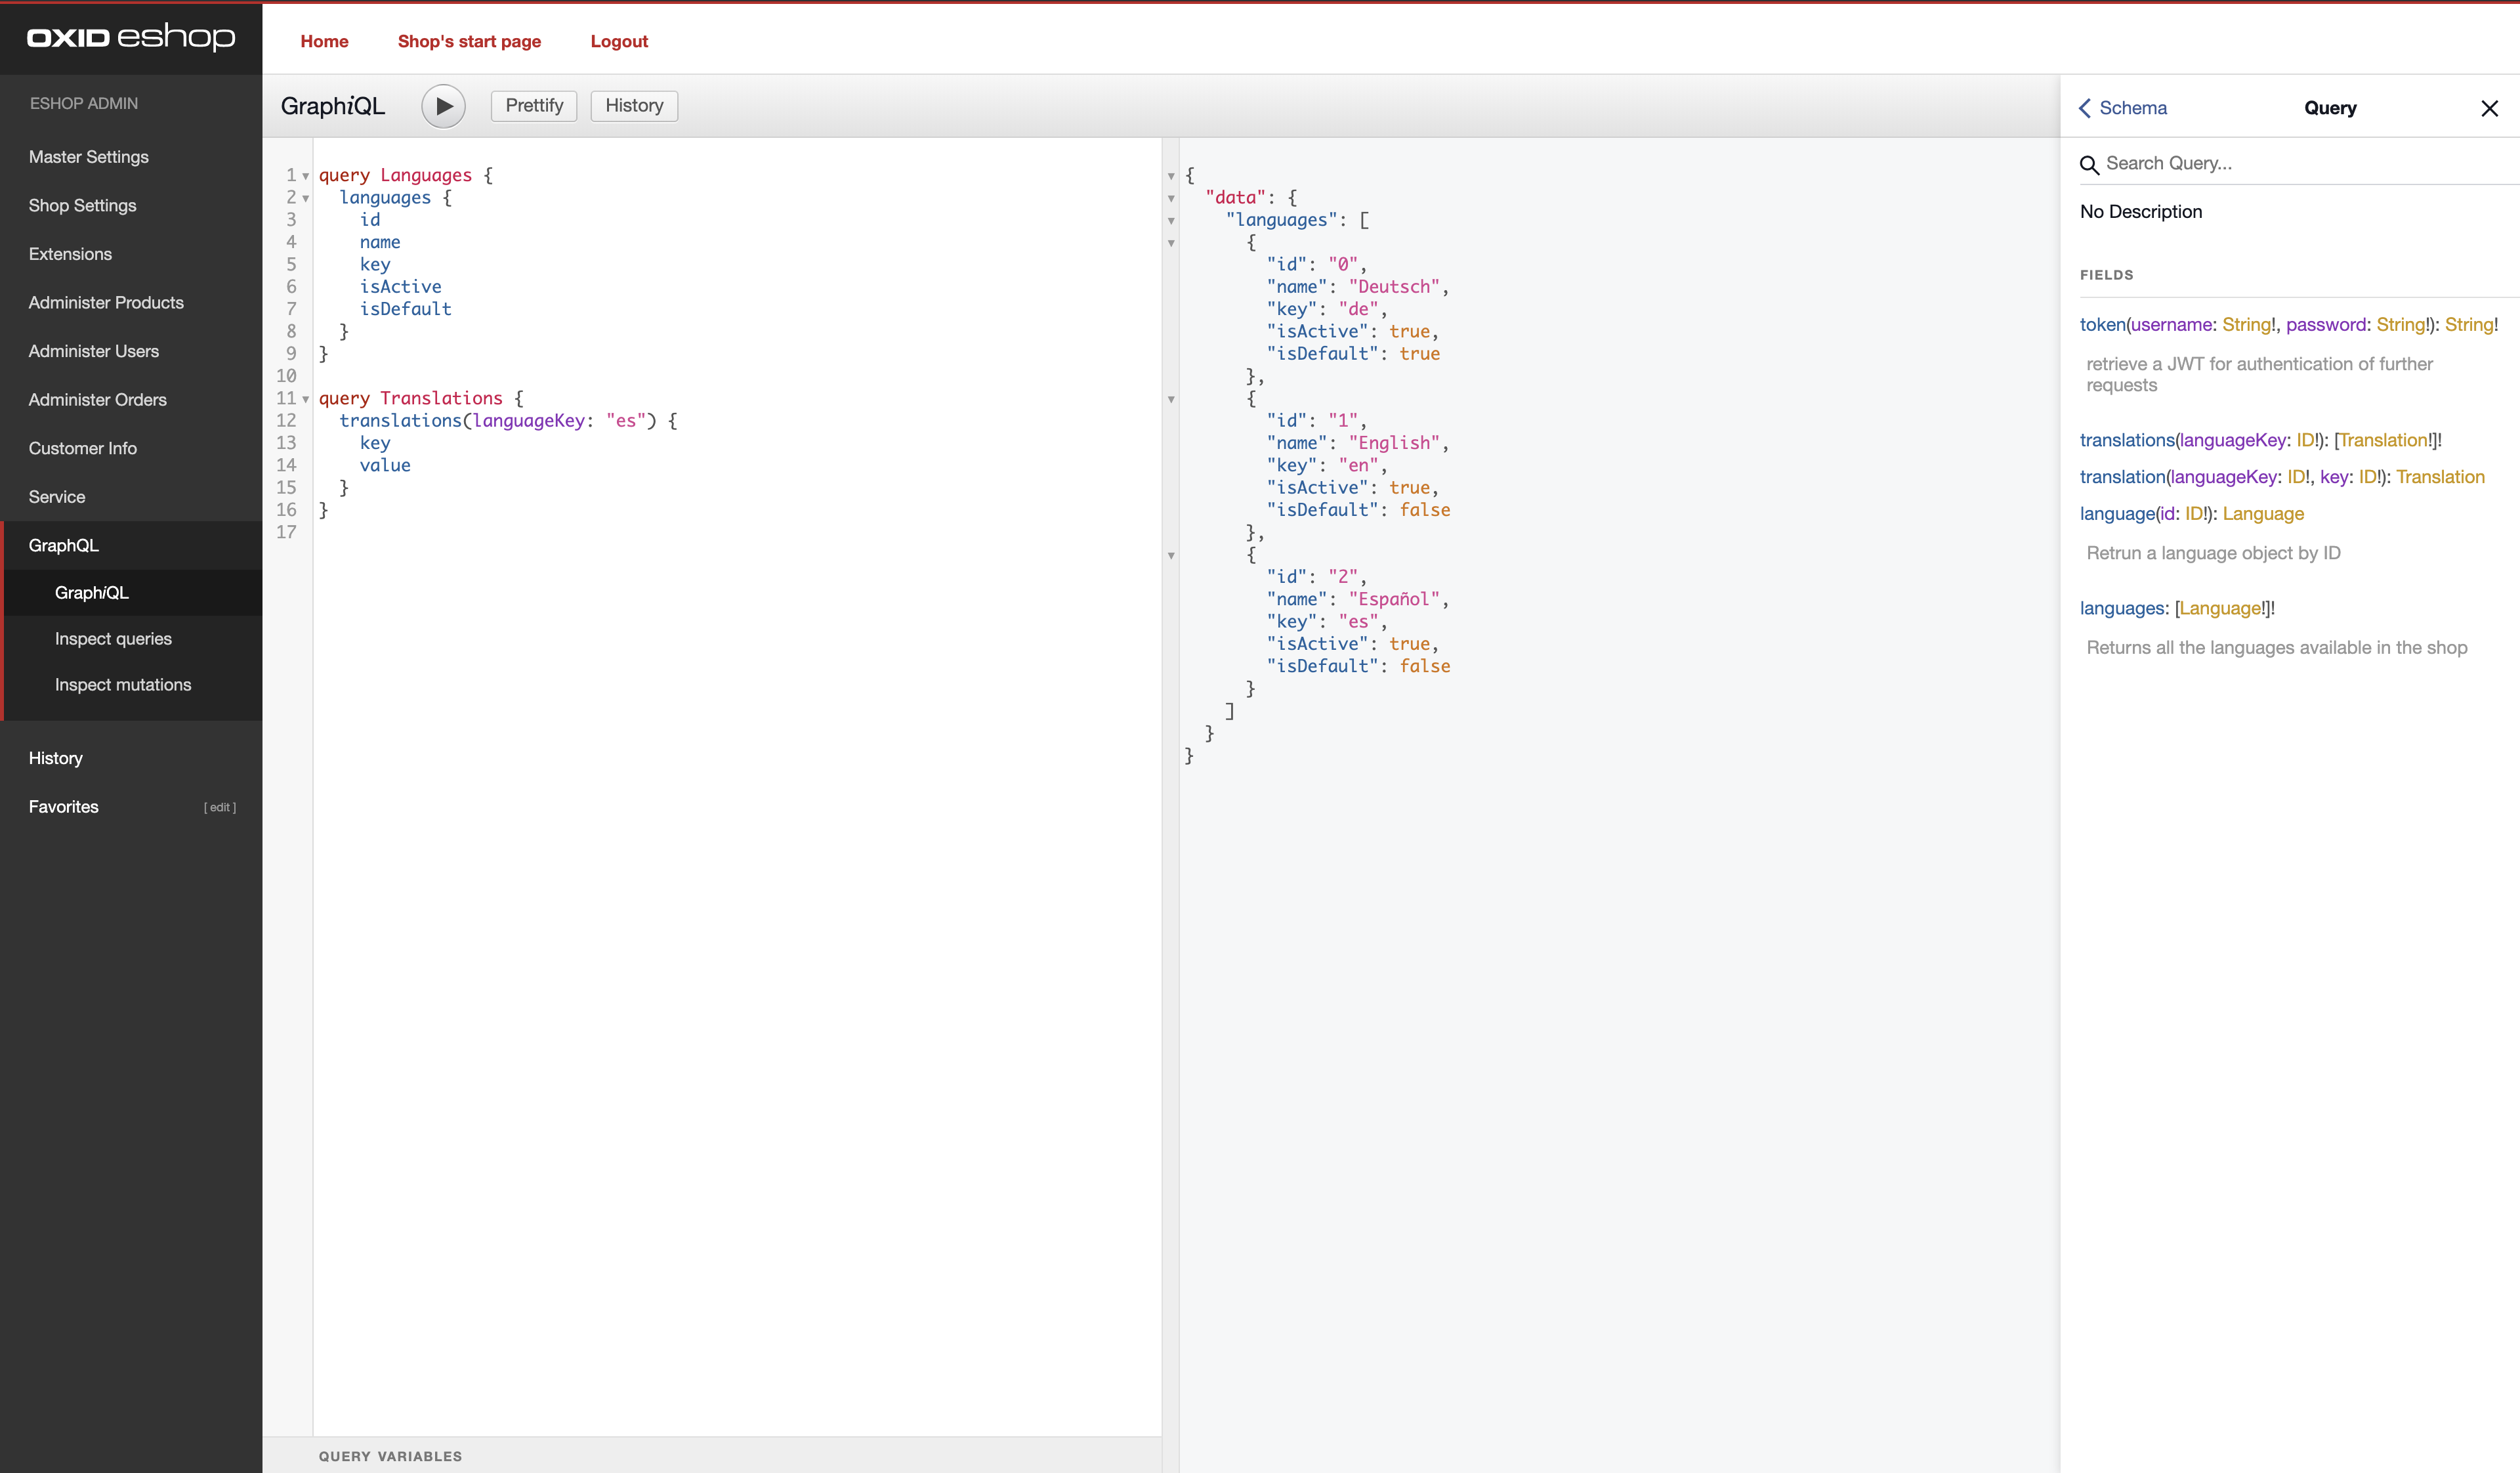 OXID eshop
ESHOP ADMIN
Master Settings
Shop Settings
Extensions
Administer Products
Administer Users
Administer Orders
Customer Info
Service
GraphQL
GraphiQL
Inspect queries
Inspect mutations
History
Favorites [ edit ]
Home Shop's start page Logout
GraphiQL Prettify History
1 query Languages {
2 languages {
3 id
4 name
5 key
6 isActive
7 isDefault
8 }
9 }
10
11 query Translations {
12 translations(languageKey: "es") {
13 key
14 value
15 }
16 }
17
QUERY VARIABLES
{
"data": {
"languages": [
{
"id": "0",
"name": "Deutsch",
"key": "de",
"isActive": true,
"isDefault": true
},
{
"id": "1",
"name": "English",
"key": "en",
"isActive": true,
"isDefault": false
},
{
"id": "2",
"name": "Español",
"key": "es",
"isActive": true,
"isDefault": false
}
]
}
}
Schema Query
Search Query...
No Description
FIELDS
token(username: String!, password: String!): String!
retrieve a JWT for authentication of further
requests
translations(languageKey: ID!): [Translation!]!
translation(languageKey: ID!, key: ID!): Translation
language(id: ID!): Language
Retrun a language object by ID
languages: [Language!]!
Returns all the languages available in the shop